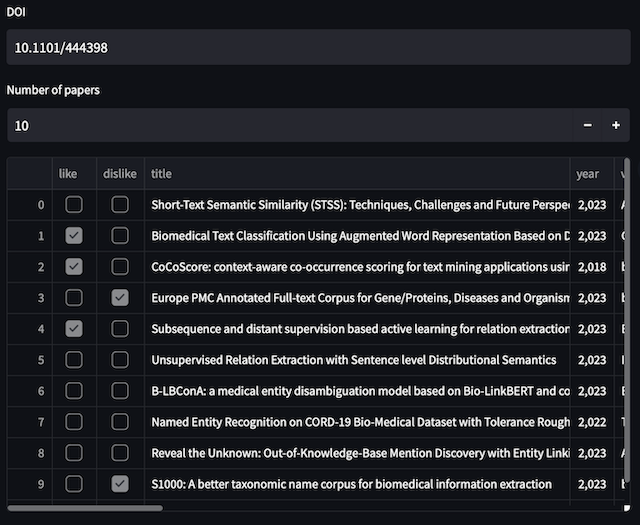 DOI
10.1101/444398
Number of papers
10 − +
like dislike title year
0 Short-Text Semantic Similarity (STSS): Techniques, Challenges and Future 2,023
1 Biomedical Text Classification Using Augmented Word Representation Based on 2,023
2 CoCoScore: context-aware co-occurrence scoring for text mining applications 2,018
3 Europe PMC Annotated Full-text Corpus for Gene/Proteins, Diseases and 2,023
4 Subsequence and distant supervision based active learning for relation extraction 2,023
5 Unsupervised Relation Extraction with Sentence level Distributional Semantics 2,023
6 B-LBConA: a medical entity disambiguation model based on Bio-LinkBERT and 2,023
7 Named Entity Recognition on CORD-19 Bio-Medical Dataset with Tolerance Rough 2,022
8 Reveal the Unknown: Out-of-Knowledge-Base Mention Discovery with Entity 2,023
9 S1000: A better taxonomic name corpus for biomedical information extraction 2,023